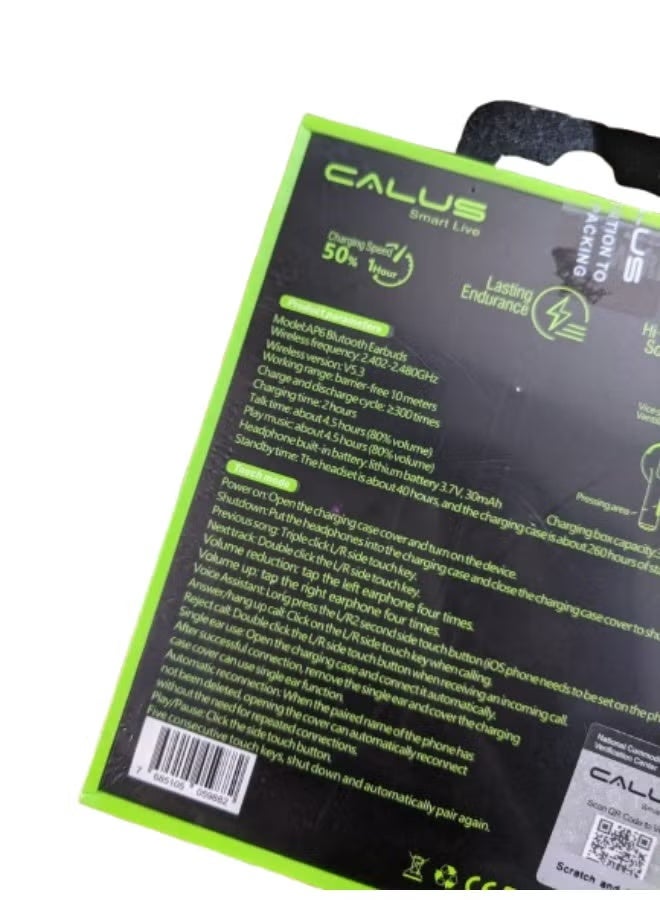 CALUS
Smart Live
US
TION TO
ACKING
Charging Speed
50% 1Hour
Lasting
Endurance
Hi
So
Product parameters
Model:AP6 Blutooth Earbuds
Wireless frequency: 2.402-2.480GHz
Wireless version: V5.3
Working range: barrier-free 10 meters
Charge and discharge cycle: ≥300 times
Charging time: 2 hours
Talk time: about 4.5 hours (80% volume)
Play music: about 4.5 hours (80% volume)
Headphone built-in battery: lithium battery 3.7V, 30mAh
Charging box capacity:
Standby time: The headset is about 40 hours, and the charging case is about 260 hours of sta
Pressing area
Touch mode
Power on: Open the charging case cover and turn on the device.
Shutdown: Put the headphones into the charging case and close the charging case cover to shu
Previous song: Triple click L/R side touch key.
Next track: Double click the L/R side touch key.
Volume reduction: tap the left earphone four times.
Volume up: tap the right earphone four times.
Voice Assistant: Long press the L/R2 second side touch button (iOS phone needs to be set on the ph
Answer/hang up call: Click on the L/R side touch key when calling.
Reject call: Double click the L/R side touch button when receiving an incoming call.
Single ear use: Open the charging case and connect it automatically.
After successful connection, remove the single ear and cover the charging
case cover can use single ear function.
Automatic reconnection: When the paired name of the phone has
not been deleted, opening the cover can automatically reconnect
without the need for repeated connections.
Play/Pause: Click the side touch button.
Five consecutive touch keys, shut down and automatically pair again.
7 685105 059882
National Commodi
Verification Center
CALU
Scan QR Code to V
Scratch and
CE